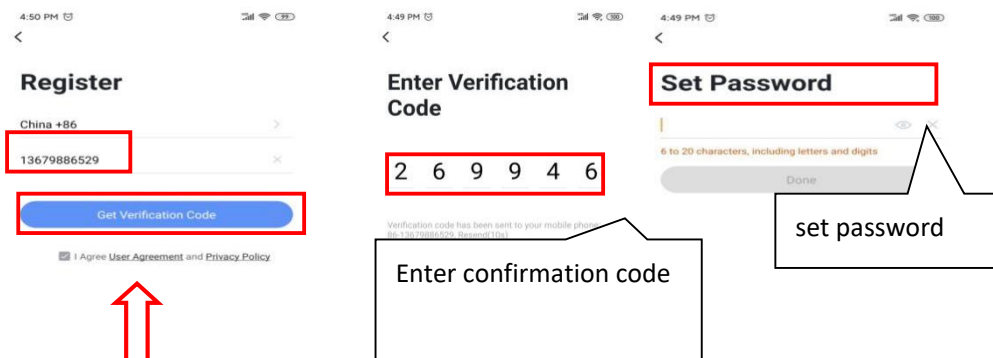 4:50 PM
99
Register
China +86
13679886529
Get Verification Code
I Agree User Agreement and Privacy Policy
4:49 PM
100
Enter Verification
Code
2 6 9 9 4 6
Verification code has been sent to your mobile phone:
86-13679886529, Resend(10s)
Enter confirmation code
4:49 PM
100
Set Password
6 to 20 characters, including letters and digits
Done
set password